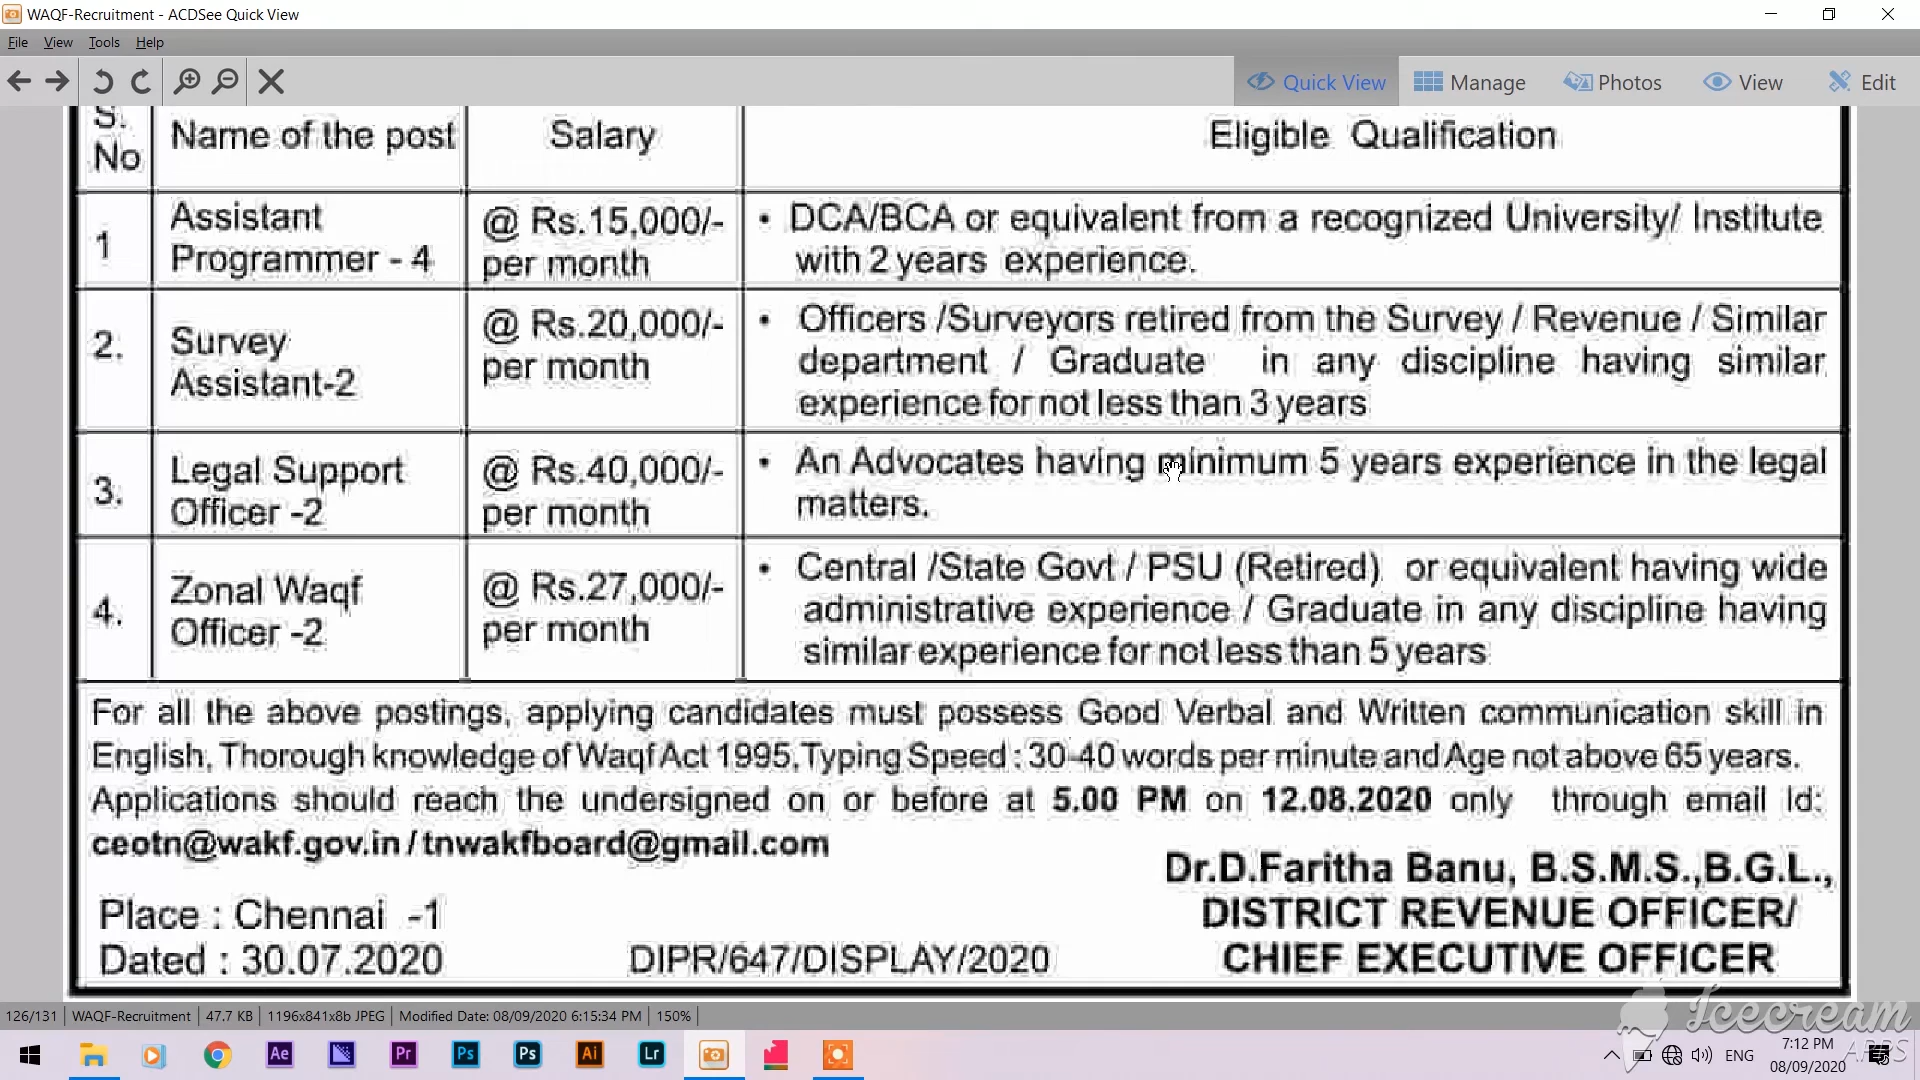 WAQF-Recruitment - ACDSee Quick View
File View Tools Help
Quick View Manage Photos View Edit
S. No Name of the post Salary Eligible Qualification
1 Assistant Programmer - 4 @ Rs.15,000/- per month
• DCA/BCA or equivalent from a recognized University/ Institute
with 2 years experience.
2. Survey Assistant-2 @ Rs.20,000/- per month
• Officers /Surveyors retired from the Survey / Revenue / Similar
department / Graduate in any discipline having similar
experience for not less than 3 years
3. Legal Support Officer -2 @ Rs.40,000/- per month
• An Advocates having minimum 5 years experience in the legal
matters.
4. Zonal Waqf Officer -2 @ Rs.27,000/- per month
• Central /State Govt / PSU (Retired) or equivalent having wide
administrative experience / Graduate in any discipline having
similar experience for not less than 5 years
For all the above postings, applying candidates must possess Good Verbal and Written communication skill in
English, Thorough knowledge of Waqf Act 1995, Typing Speed : 30-40 words per minute and Age not above 65 years.
Applications should reach the undersigned on or before at 5.00 PM on 12.08.2020 only through email Id:
ceotn@wakf.gov.in / tnwakfboard@gmail.com
Dr.D.Faritha Banu, B.S.M.S.,B.G.L.,
Place : Chennai -1 DISTRICT REVENUE OFFICER/
Dated : 30.07.2020 DIPR/647/DISPLAY/2020 CHIEF EXECUTIVE OFFICER
126/131 WAQF-Recruitment 47.7 KB 1196x841x8b JPEG Modified Date: 08/09/2020 6:15:34 PM 150%
Icecream APPS
Ae Pr Ps Ps Ai Lr ENG 7:12 PM
08/09/2020